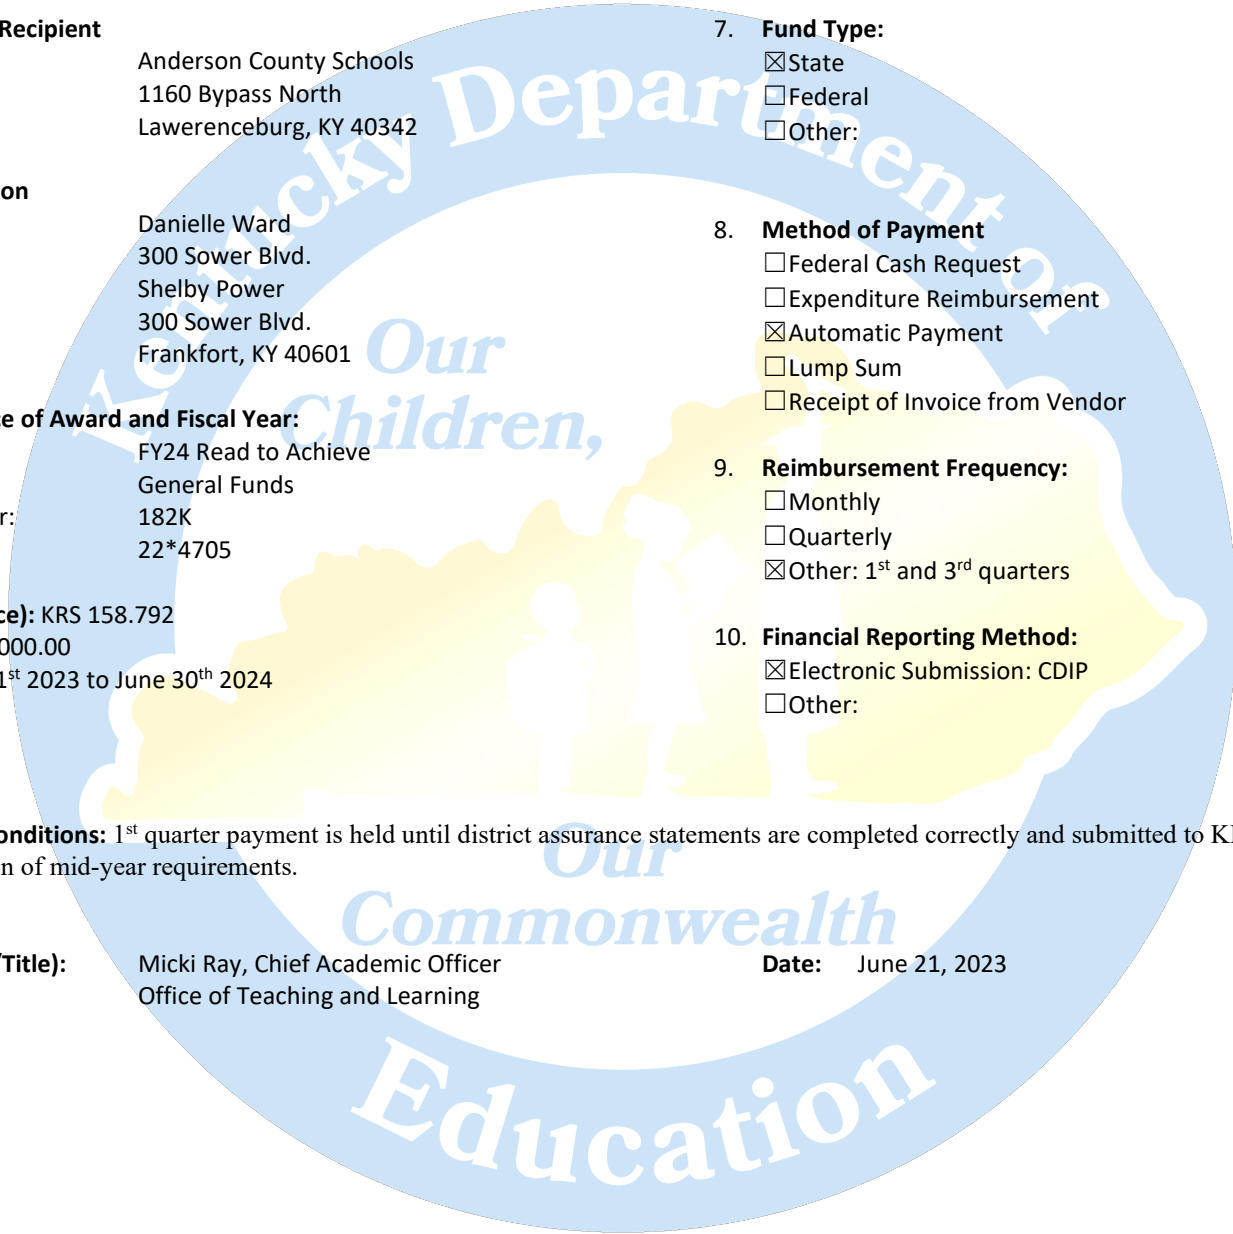 Recipient
Anderson County Schools
1160 Bypass North
Lawerenceburg, KY 40342
on
Danielle Ward
300 Sower Blvd.
Shelby Power
300 Sower Blvd.
Frankfort, KY 40601
ce of Award and Fiscal Year:
FY24 Read to Achieve
General Funds
r: 182K
22*4705
ce): KRS 158.792
000.00
1st 2023 to June 30th 2024
7. Fund Type:
☒State
☐Federal
☐Other:
8. Method of Payment
☐Federal Cash Request
☐Expenditure Reimbursement
☒Automatic Payment
☐Lump Sum
☐Receipt of Invoice from Vendor
9. Reimbursement Frequency:
☐Monthly
☐Quarterly
☒Other: 1st and 3rd quarters
10. Financial Reporting Method:
☒Electronic Submission: CDIP
☐Other:
onditions: 1st quarter payment is held until district assurance statements are completed correctly and submitted to
n of mid-year requirements.
/Title): Micki Ray, Chief Academic Officer
Office of Teaching and Learning
Date: June 21, 2023
Kentucky Department of
Education
Our
Children,
Our
Commonwealth